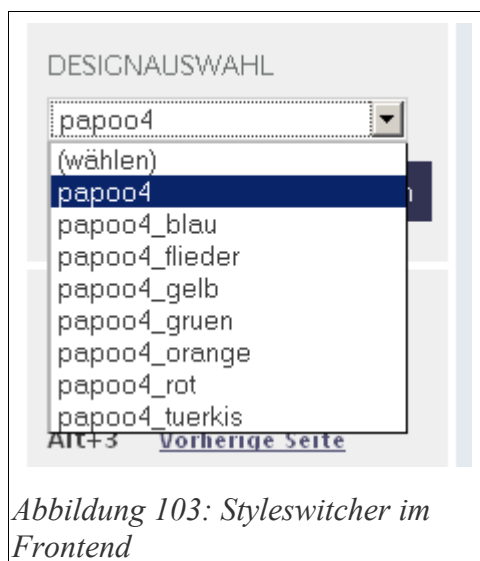 DESIGNAUSWAHL
papoo4
(wählen)
papoo4
papoo4_blau
papoo4_flieder
papoo4_gelb
papoo4_gruen
papoo4_orange
papoo4_rot
papoo4_tuerkis
Alt+3 Vorherige Seite
Abbildung 103: Styleswitcher im
Frontend